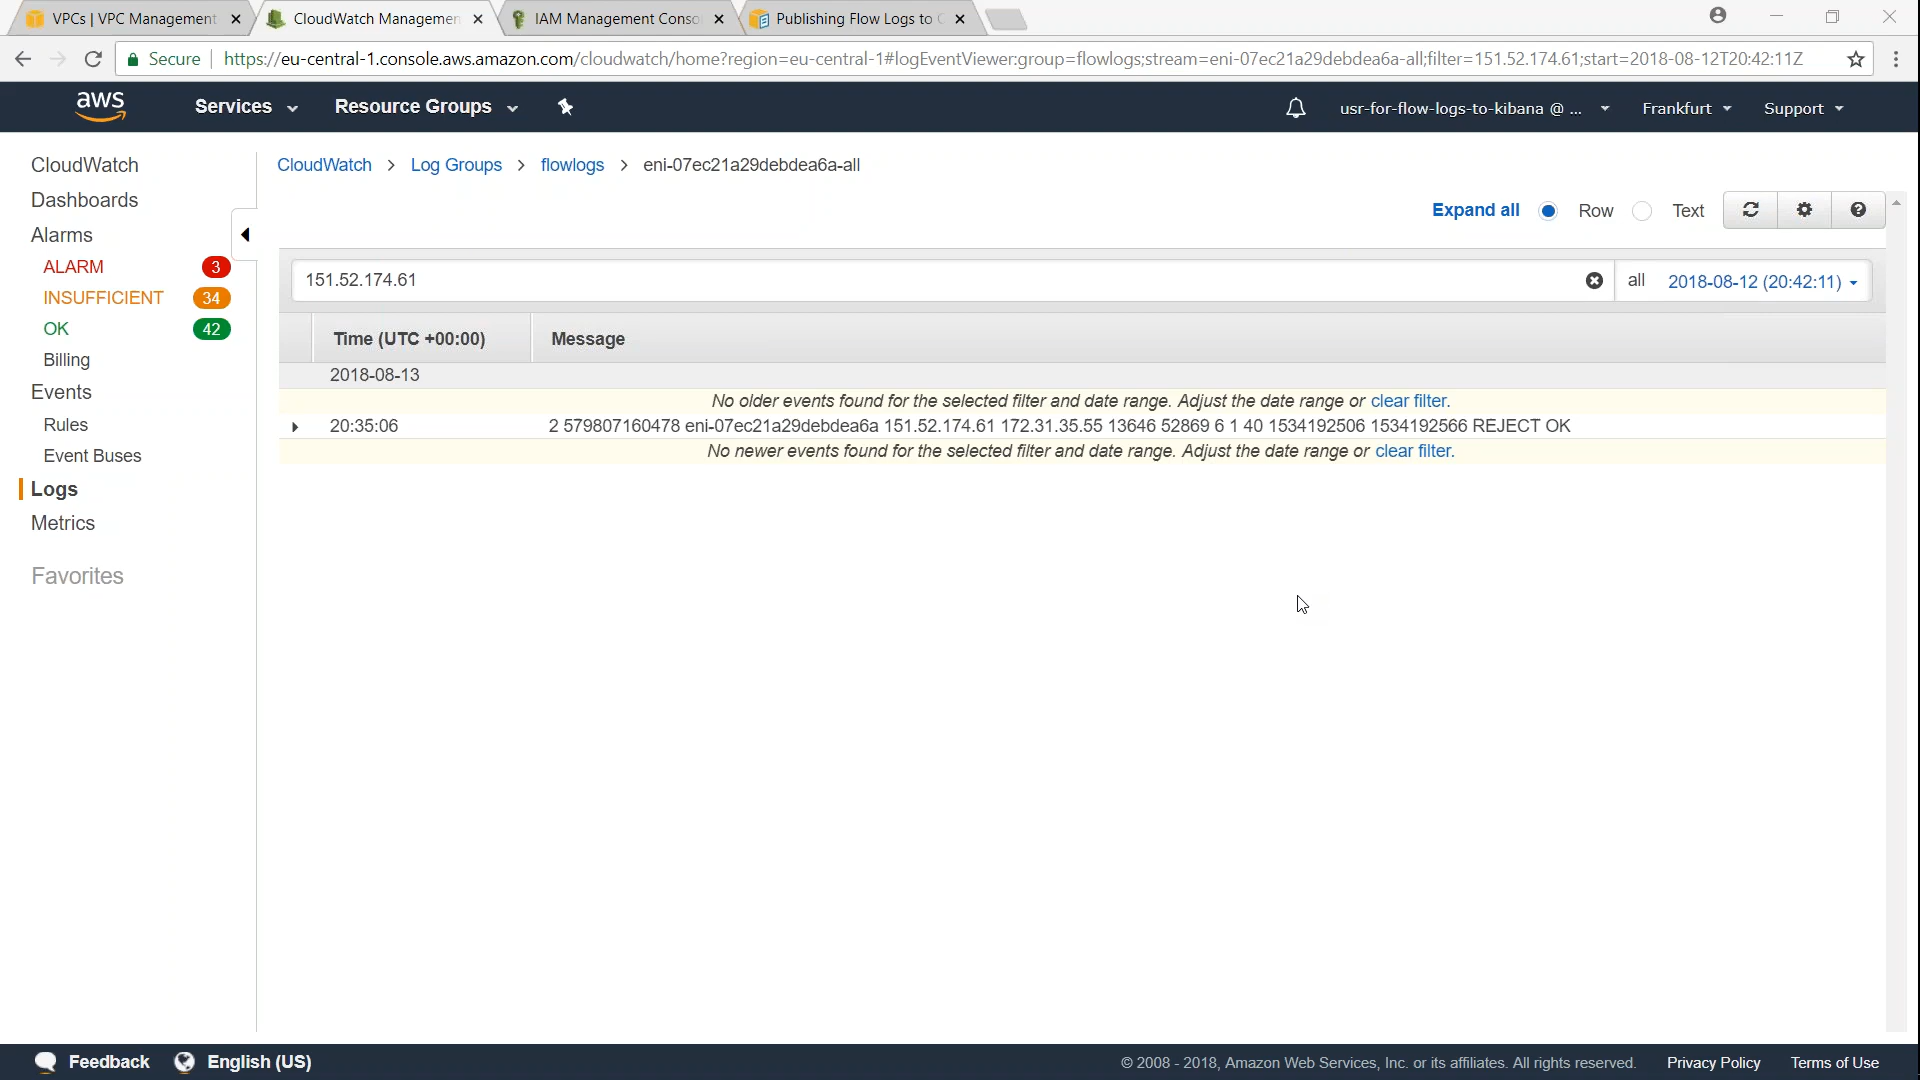 VPCs | VPC Management
CloudWatch Managemen
IAM Management Conso
Publishing Flow Logs to C
Secure
https://eu-central-1.console.aws.amazon.com/cloudwatch/home?region=eu-central-1#logEventViewer:group=flowlogs;stream=eni-07ec21a29debdea6a-all;filter=151.52.174.61;start=2018-08-12T20:42:11Z
aws
Services
Resource Groups
usr-for-flow-logs-to-kibana @ ...
Frankfurt
Support
CloudWatch
Dashboards
Alarms
ALARM 3
INSUFFICIENT 34
OK 42
Billing
Events
Rules
Event Buses
Logs
Metrics
Favorites
CloudWatch > Log Groups > flowlogs > eni-07ec21a29debdea6a-all
Expand all Row Text
151.52.174.61
all 2018-08-12 (20:42:11)
Time (UTC +00:00) Message
2018-08-13
No older events found for the selected filter and date range. Adjust the date range or clear filter.
20:35:06 2 579807160478 eni-07ec21a29debdea6a 151.52.174.61 172.31.35.55 13646 52869 6 1 40 1534192506 1534192566 REJECT OK
No newer events found for the selected filter and date range. Adjust the date range or clear filter.
Feedback
English (US)
© 2008 - 2018, Amazon Web Services, Inc. or its affiliates. All rights reserved.
Privacy Policy
Terms of Use